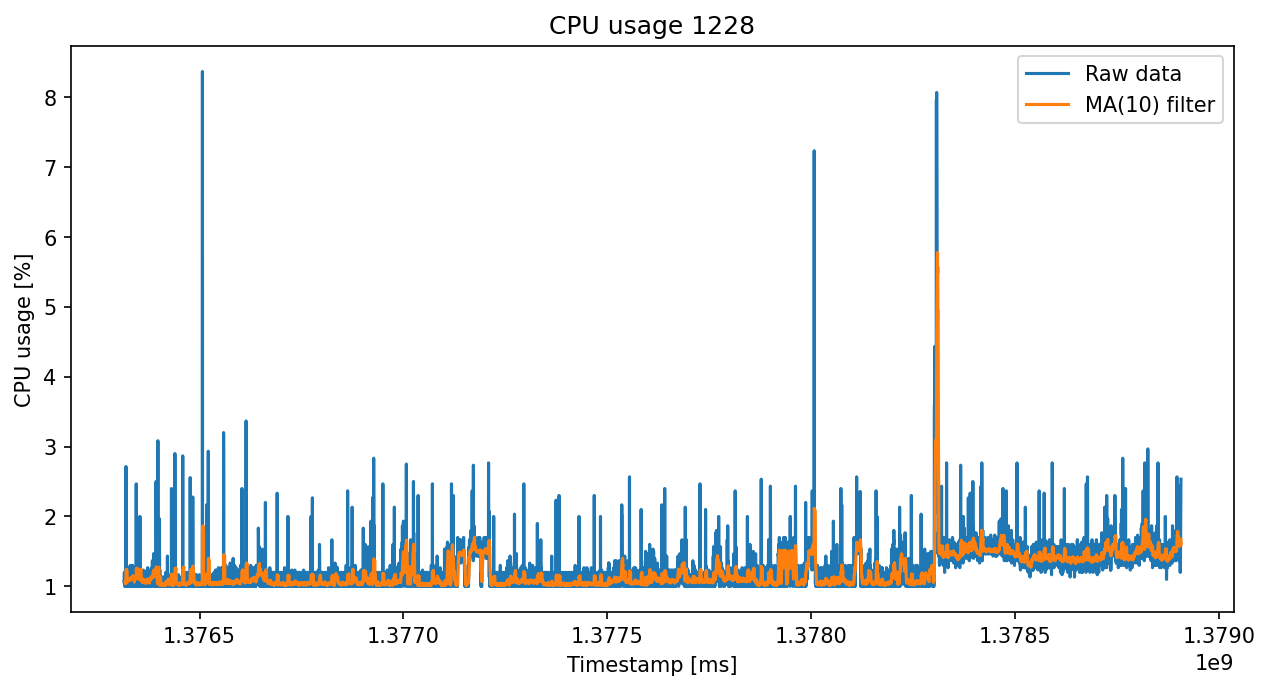 CPU usage 1228
Raw data
MA(10) filter
CPU usage [%]
8
7
6
5
4
3
2
1
1.3765 1.3770 1.3775 1.3780 1.3785 1.3790
1e9
Timestamp [ms]